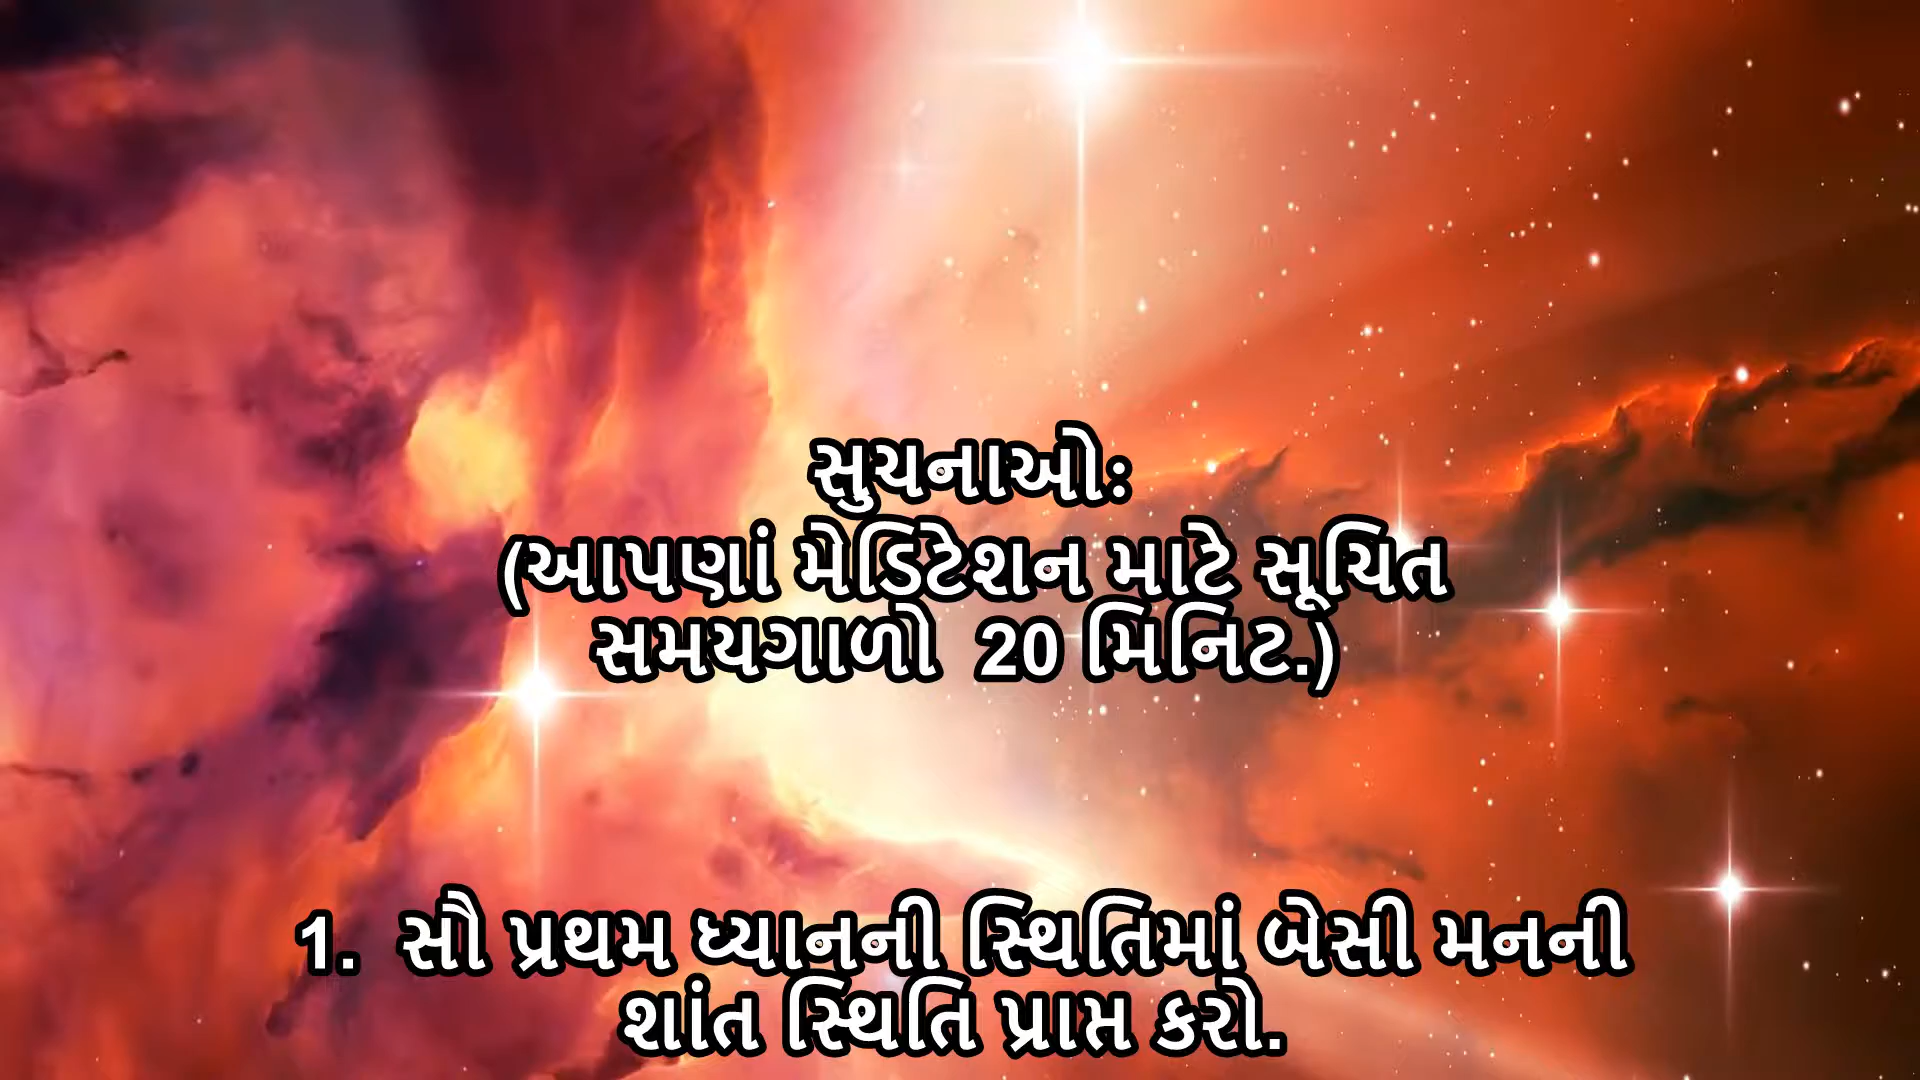 સુચનાઓઃ
(આપણાં મેડિટેશન માટે સૂચિત
સમયગાળો 20 મિનિટ.)
1. સૌ પ્રથમ ધ્યાનની સ્થિતિમાં બેસી મનની
શાંત સ્થિતિ પ્રાપ્ત કરો.